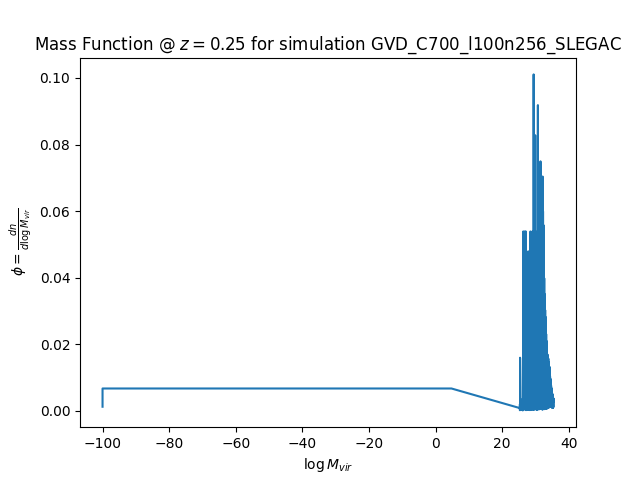 Mass Function @ z = 0.25 for simulation GVD_C700_l100n256_SLEGAC
0.10
0.08
0.06
0.04
0.02
0.00
ϕ = dn/dlog M_vir
−100 −80 −60 −40 −20 0 20 40
log M_vir